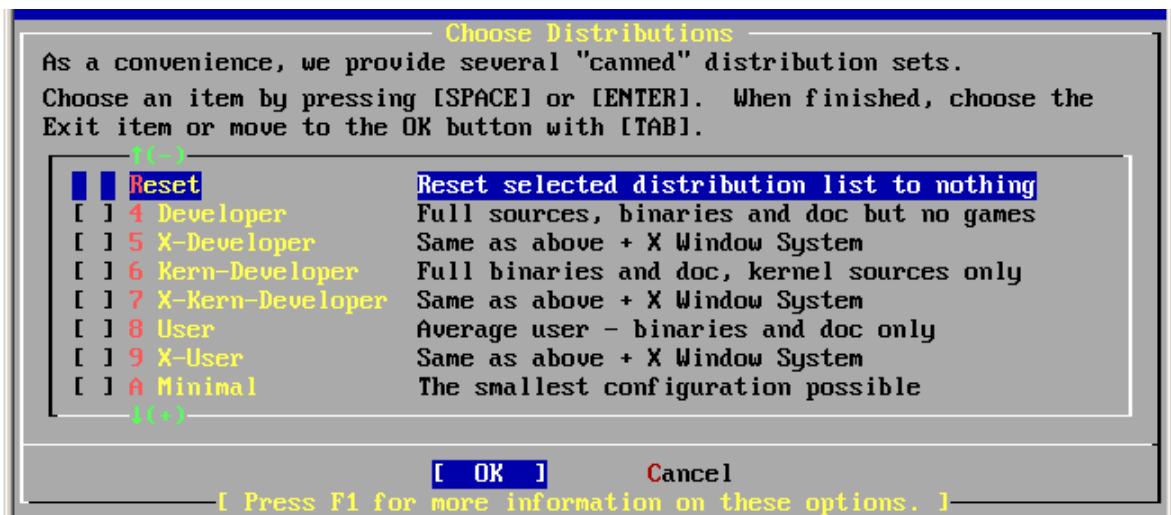 Choose Distributions
As a convenience, we provide several "canned" distribution sets.
Choose an item by pressing [SPACE] or [ENTER].  When finished, choose the
Exit item or move to the OK button with [TAB].
↑(-)
Reset Reset selected distribution list to nothing
[ ] 4 Developer Full sources, binaries and doc but no games
[ ] 5 X-Developer Same as above + X Window System
[ ] 6 Kern-Developer Full binaries and doc, kernel sources only
[ ] 7 X-Kern-Developer Same as above + X Window System
[ ] 8 User Average user - binaries and doc only
[ ] 9 X-User Same as above + X Window System
[ ] A Minimal The smallest configuration possible
↓(+)
[ OK ] Cancel
[ Press F1 for more information on these options. ]